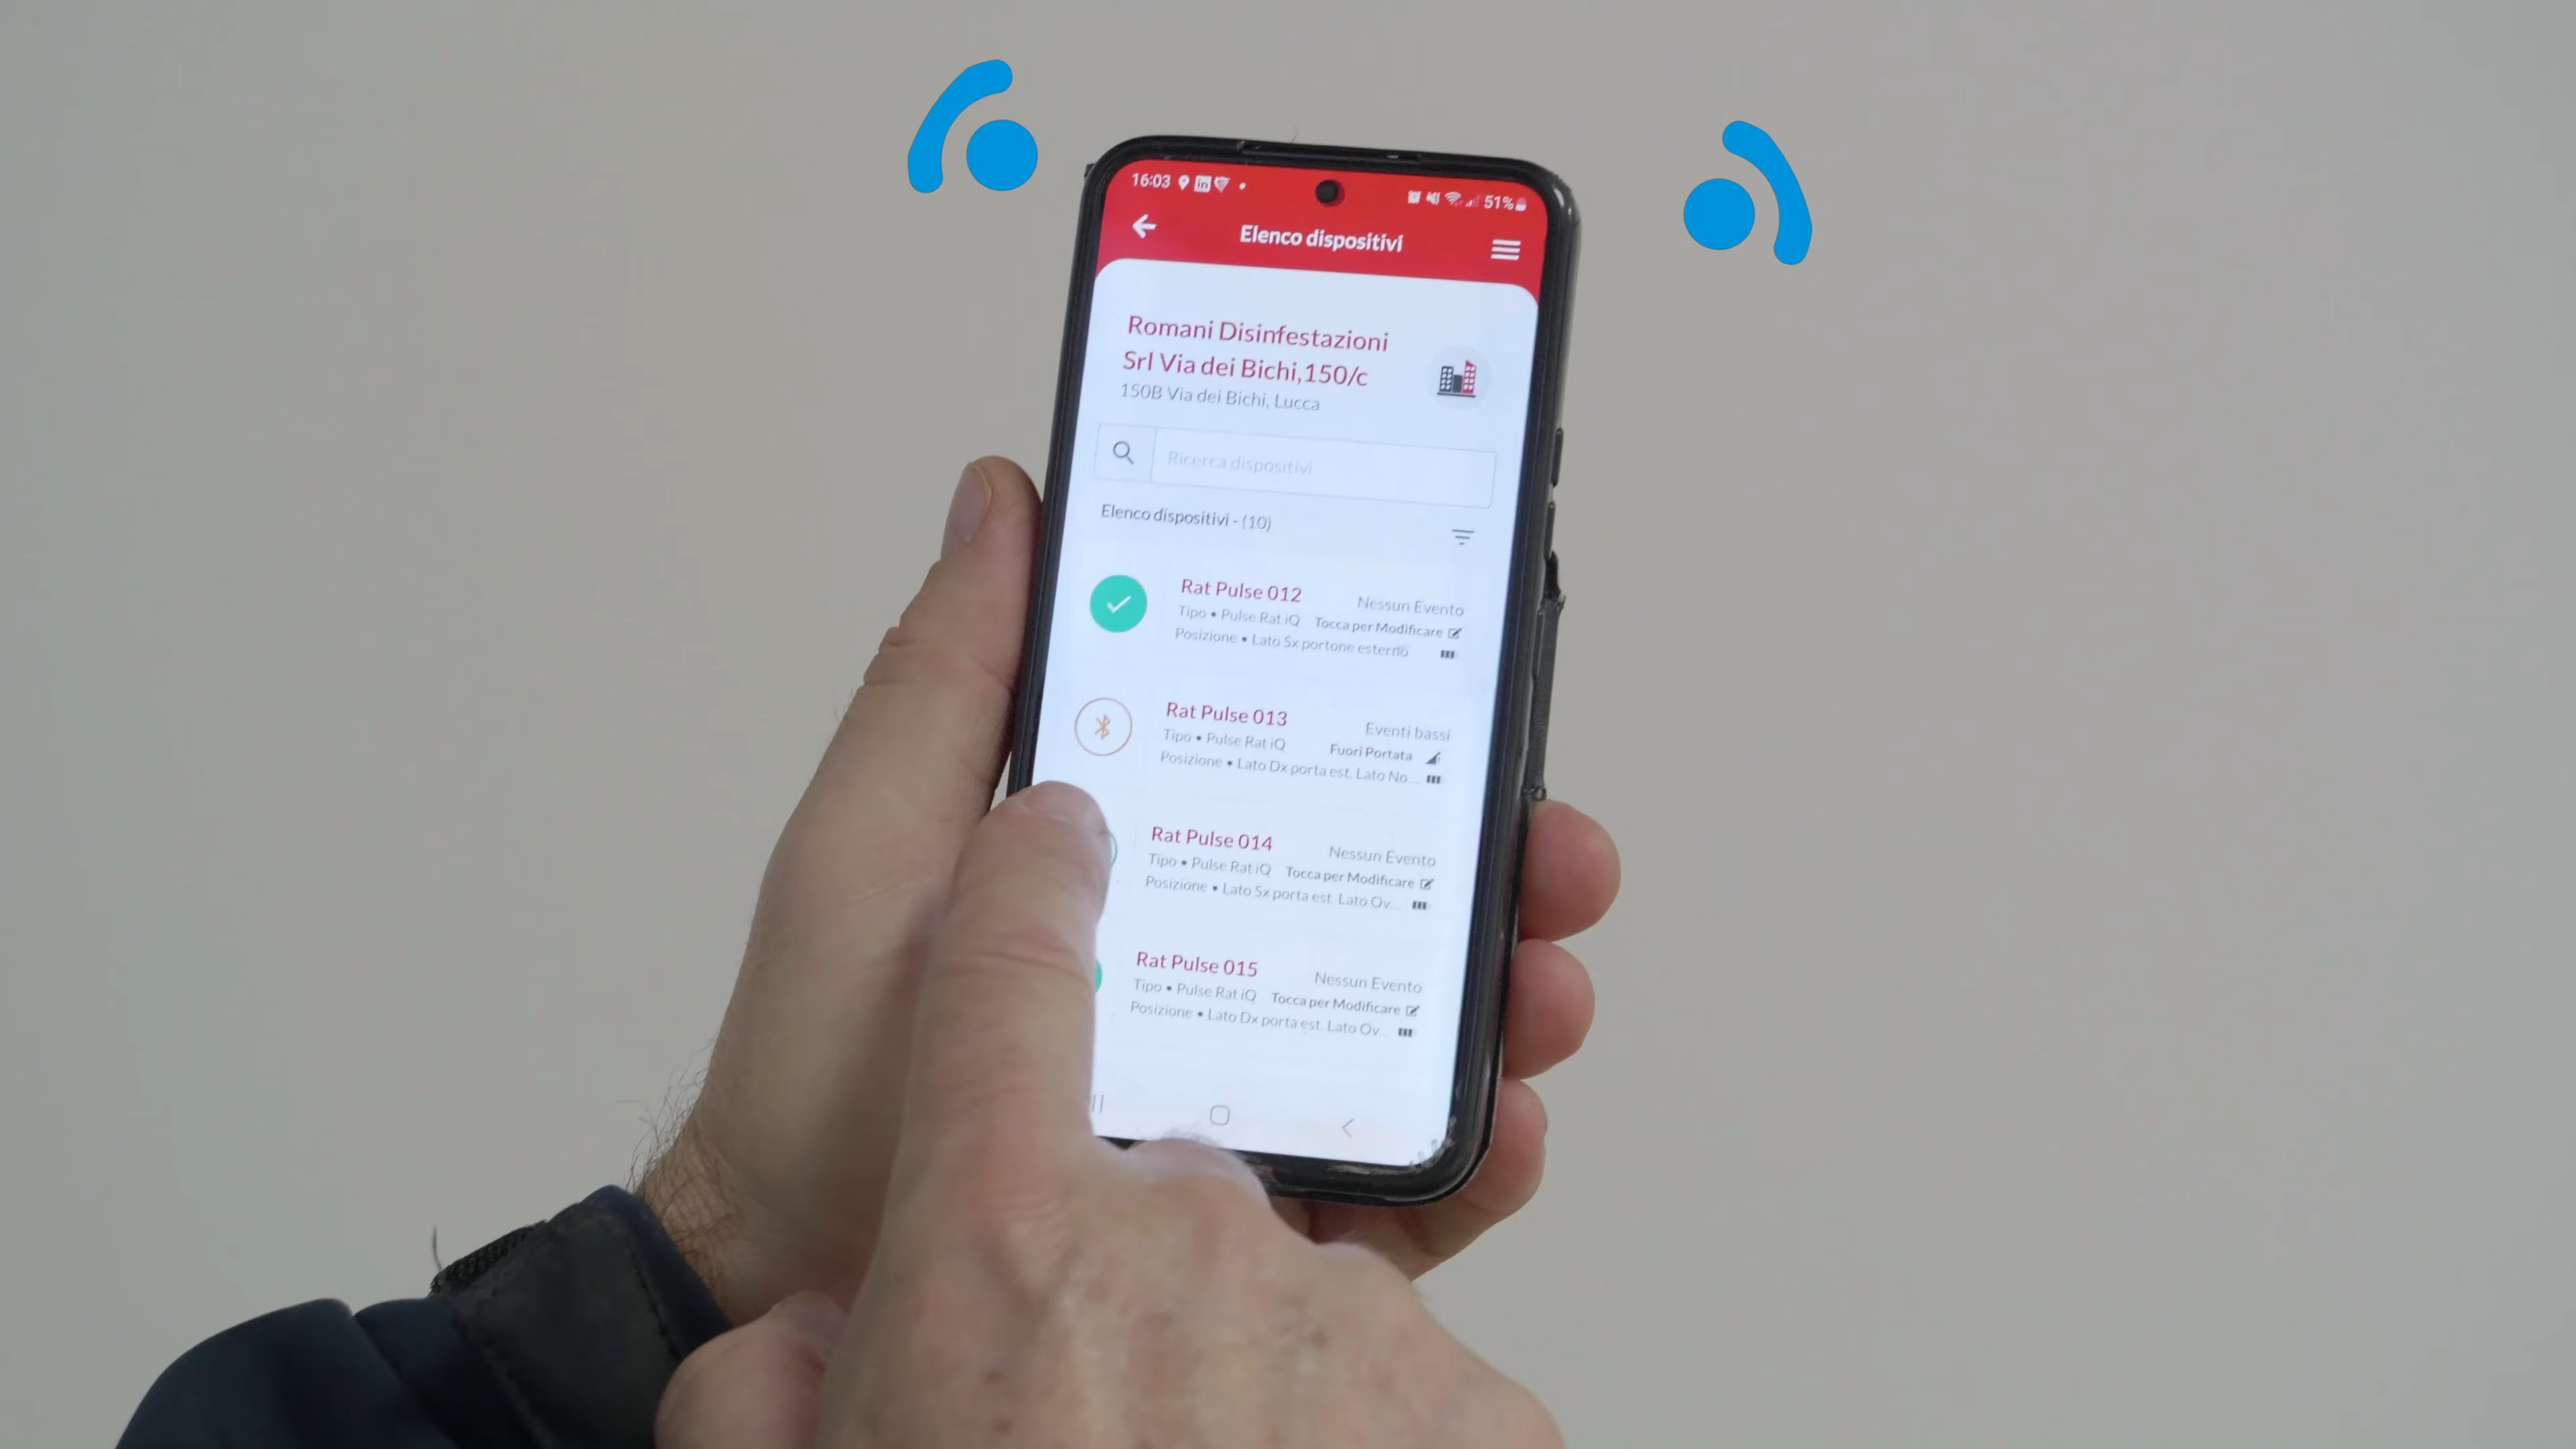 16:03
51%
Elenco dispositivi
Romani Disinfestazioni
Srl Via dei Bichi,150/c
150B Via dei Bichi, Lucca
Ricerca dispositivi
Elenco dispositivi - (10)
Rat Pulse 012
Nessun Evento
Tipo • Pulse Rat iQ
Tocca per Modificare
Posizione • Lato Sx portone esterno
Rat Pulse 013
Eventi bassi
Tipo • Pulse Rat iQ
Fuori Portata
Posizione • Lato Dx porta est. Lato No...
Rat Pulse 014
Nessun Evento
Tipo • Pulse Rat iQ
Tocca per Modificare
Posizione • Lato Sx porta est. Lato Ov...
Rat Pulse 015
Nessun Evento
Tipo • Pulse Rat iQ
Tocca per Modificare
Posizione • Lato Dx porta est. Lato Ov...